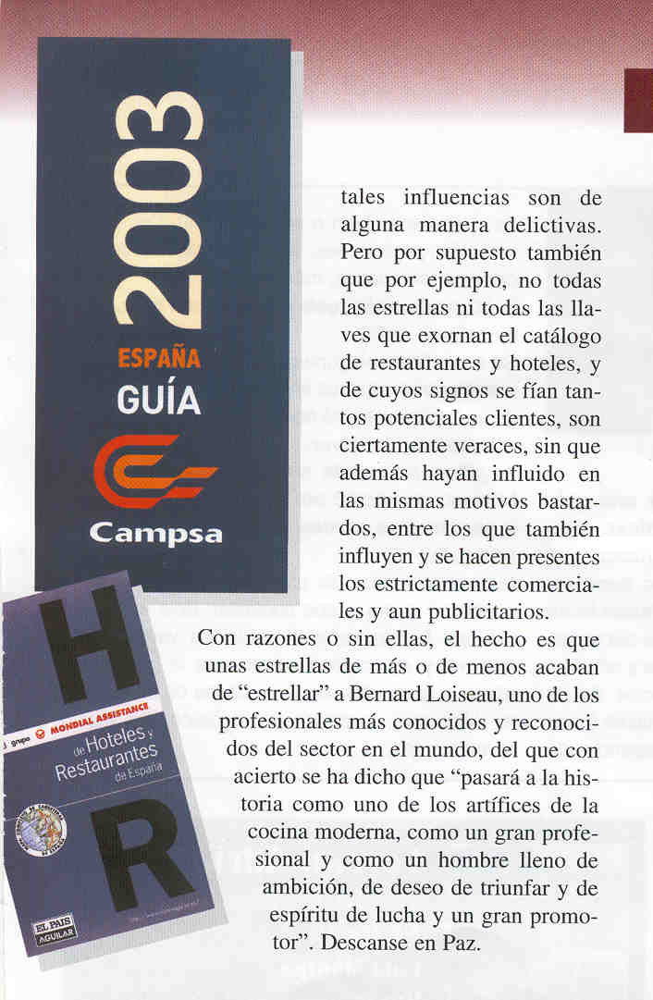 2003
ESPAÑA
GUÍA
Campsa
H
grupo MONDIAL ASSISTANCE
de Hoteles y
Restaurantes
de España
R
EL PAIS
AGUILAR
tales influencias son de
alguna manera delictivas.
Pero por supuesto también
que por ejemplo, no todas
las estrellas ni todas las lla-
ves que exornan el catálogo
de restaurantes y hoteles, y
de cuyos signos se fían tan-
tos potenciales clientes, son
ciertamente veraces, sin que
además hayan influido en
las mismas motivos bastar-
dos, entre los que también
influyen y se hacen presentes
los estrictamente comercia-
les y aun publicitarios.
Con razones o sin ellas, el hecho es que
unas estrellas de más o de menos acaban
de “estrellar” a Bernard Loiseau, uno de los
profesionales más conocidos y reconoci-
dos del sector en el mundo, del que con
acierto se ha dicho que “pasará a la his-
toria como uno de los artífices de la
cocina moderna, como un gran profe-
sional y como un hombre lleno de
ambición, de deseo de triunfar y de
espíritu de lucha y un gran promo-
tor”. Descanse en Paz.